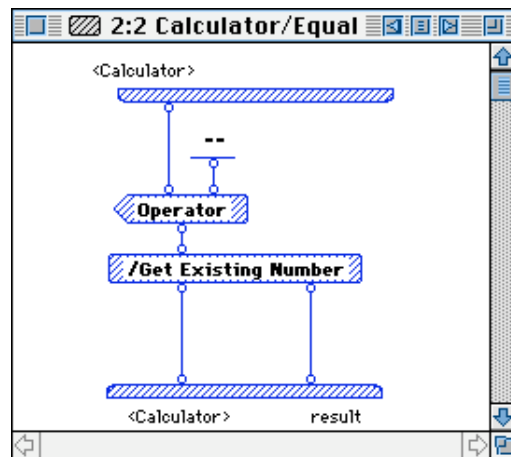 2:2 Calculator/Equal
<Calculator>
--
Operator
/Get Existing Number
<Calculator> result